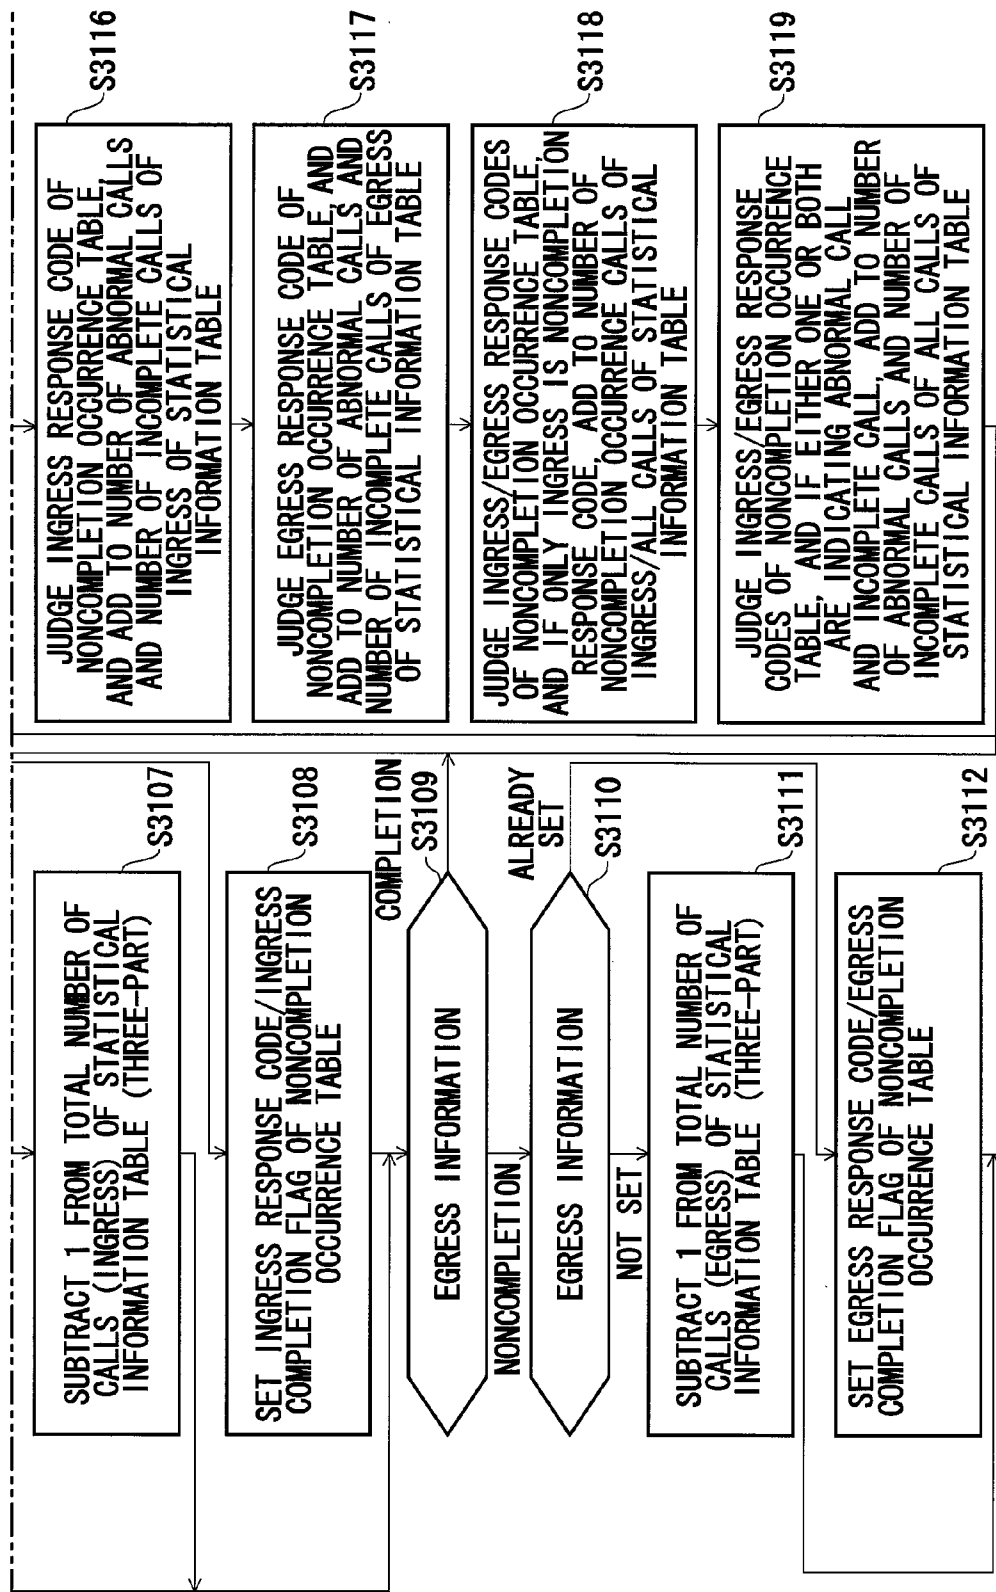 SUBTRACT 1 FROM TOTAL NUMBER OF
CALLS (INGRESS) OF STATISTICAL
INFORMATION TABLE (THREE-PART)
S3107
SET INGRESS RESPONSE CODE/INGRESS
COMPLETION FLAG OF NONCOMPLETION
OCCURRENCE TABLE
S3108
COMPLETION
EGRESS INFORMATION
S3109
NONCOMPLETION
ALREADY
SET
EGRESS INFORMATION
S3110
NOT SET
SUBTRACT 1 FROM TOTAL NUMBER OF
CALLS (EGRESS) OF STATISTICAL
INFORMATION TABLE (THREE-PART)
S3111
SET EGRESS RESPONSE CODE/EGRESS
COMPLETION FLAG OF NONCOMPLETION
OCCURRENCE TABLE
S3112
JUDGE INGRESS RESPONSE CODE OF
NONCOMPLETION OCCURRENCE TABLE,
AND ADD TO NUMBER OF ABNORMAL CALLS
AND NUMBER OF INCOMPLETE CALLS OF
INGRESS OF STATISTICAL
INFORMATION TABLE
S3116
JUDGE EGRESS RESPONSE CODE OF
NONCOMPLETION OCCURRENCE TABLE, AND
ADD TO NUMBER OF ABNORMAL CALLS AND
NUMBER OF INCOMPLETE CALLS OF EGRESS
OF STATISTICAL INFORMATION TABLE
S3117
JUDGE INGRESS/EGRESS RESPONSE CODES
OF NONCOMPLETION OCCURRENCE TABLE,
AND IF ONLY INGRESS IS NONCOMPLETION
RESPONSE CODE, ADD TO NUMBER OF
NONCOMPLETION OCCURRENCE CALLS OF
INGRESS/ALL CALLS OF STATISTICAL
INFORMATION TABLE
S3118
JUDGE INGRESS/EGRESS RESPONSE
CODES OF NONCOMPLETION OCCURRENCE
TABLE, AND IF EITHER ONE OR BOTH
ARE INDICATING ABNORMAL CALL
AND INCOMPLETE CALL, ADD TO NUMBER
OF ABNORMAL CALLS AND NUMBER OF
INCOMPLETE CALLS OF ALL CALLS OF
STATISTICAL INFORMATION TABLE
S3119